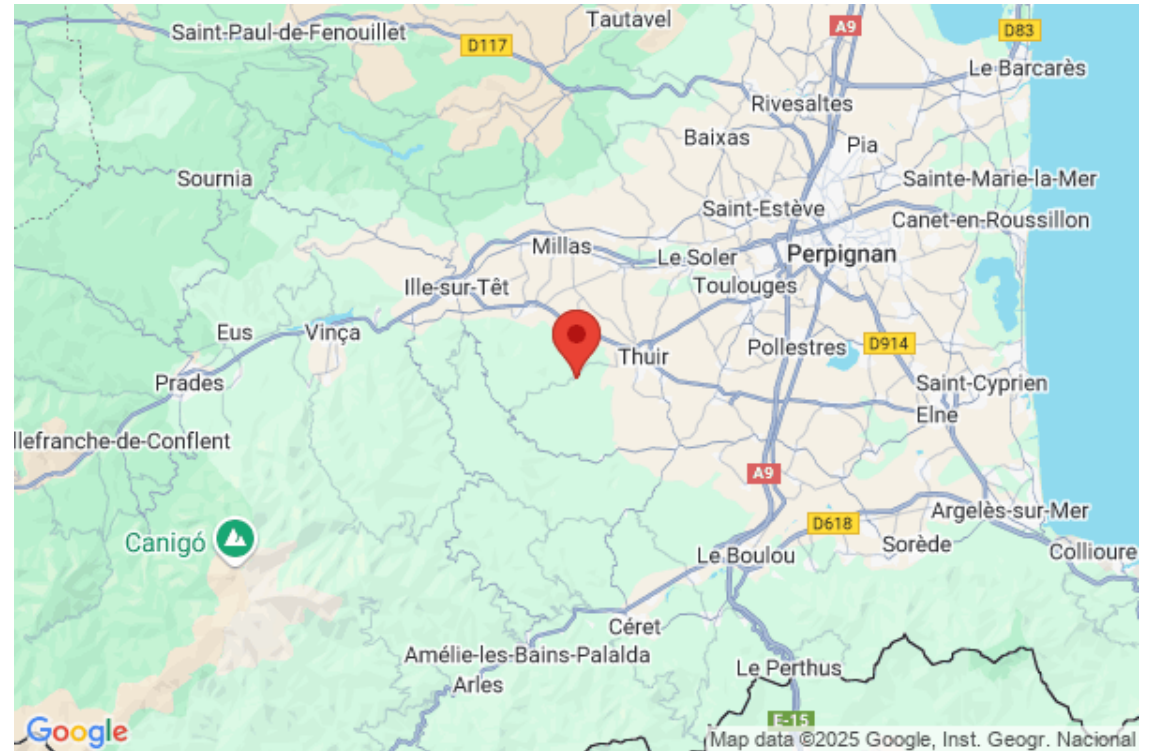 Tautavel
A9
D83
Saint-Paul-de-Fenouillet
D117
Le Barcarès
Rivesaltes
Baixas
Pia
Sournia
Sainte-Marie-la-Mer
Saint-Estève
Canet-en-Roussillon
Millas
Le Soler
Perpignan
Ille-sur-Têt
Toulouges
Eus
Vinça
Thuir
Pollestres
D914
Prades
Saint-Cyprien
Elne
llefranche-de-Conflent
A9
Argelès-sur-Mer
D618
Canigó
Sorède
Le Boulou
Collioure
Céret
Amélie-les-Bains-Palalda
Le Perthus
Arles
E-15
Google
Map data ©2025 Google, Inst. Geogr. Nacional